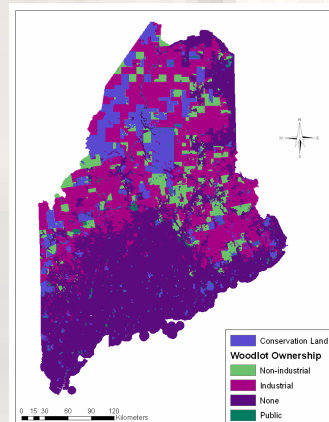 N
Conservation Land
Woodlot Ownership
Non-industrial
Industrial
None
Public
0 15 30 60 90 120
Kilometers